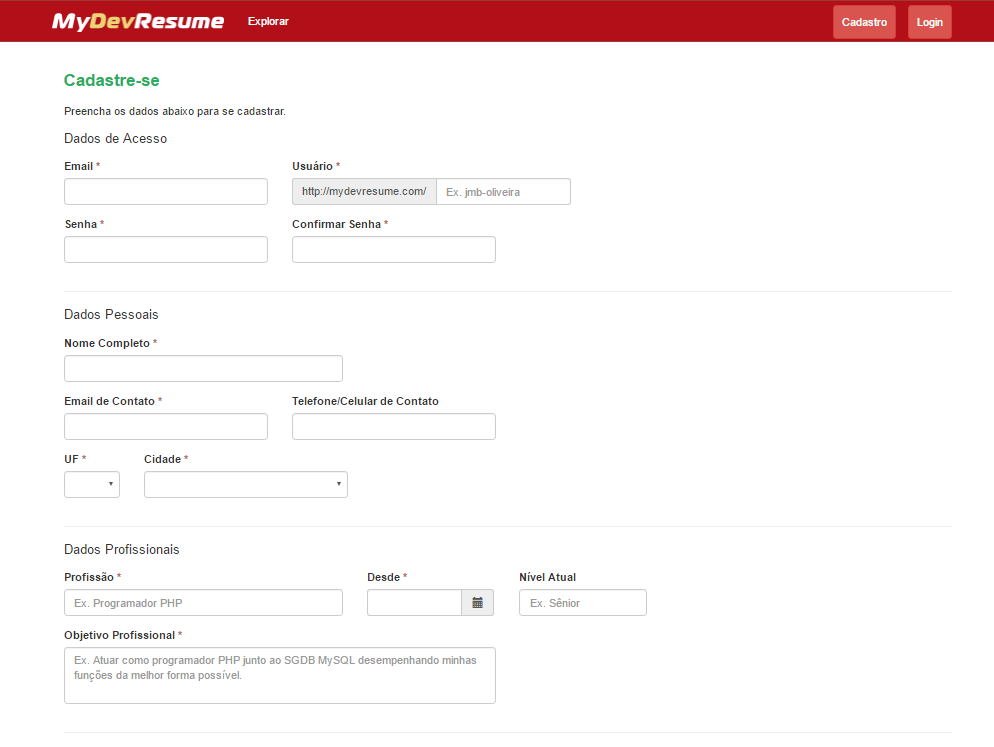 MyDevResume Explorar Cadastro Login
Cadastre-se
Preencha os dados abaixo para se cadastrar.
Dados de Acesso
Email * Usuário *
http://mydevresume.com/ Ex. jmb-oliveira
Senha * Confirmar Senha *
Dados Pessoais
Nome Completo *
Email de Contato * Telefone/Celular de Contato
UF * Cidade *
Dados Profissionais
Profissão * Desde * Nível Atual
Ex. Programador PHP Ex. Sênior
Objetivo Profissional *
Ex. Atuar como programador PHP junto ao SGDB MySQL desempenhando minhas
funções da melhor forma possível.